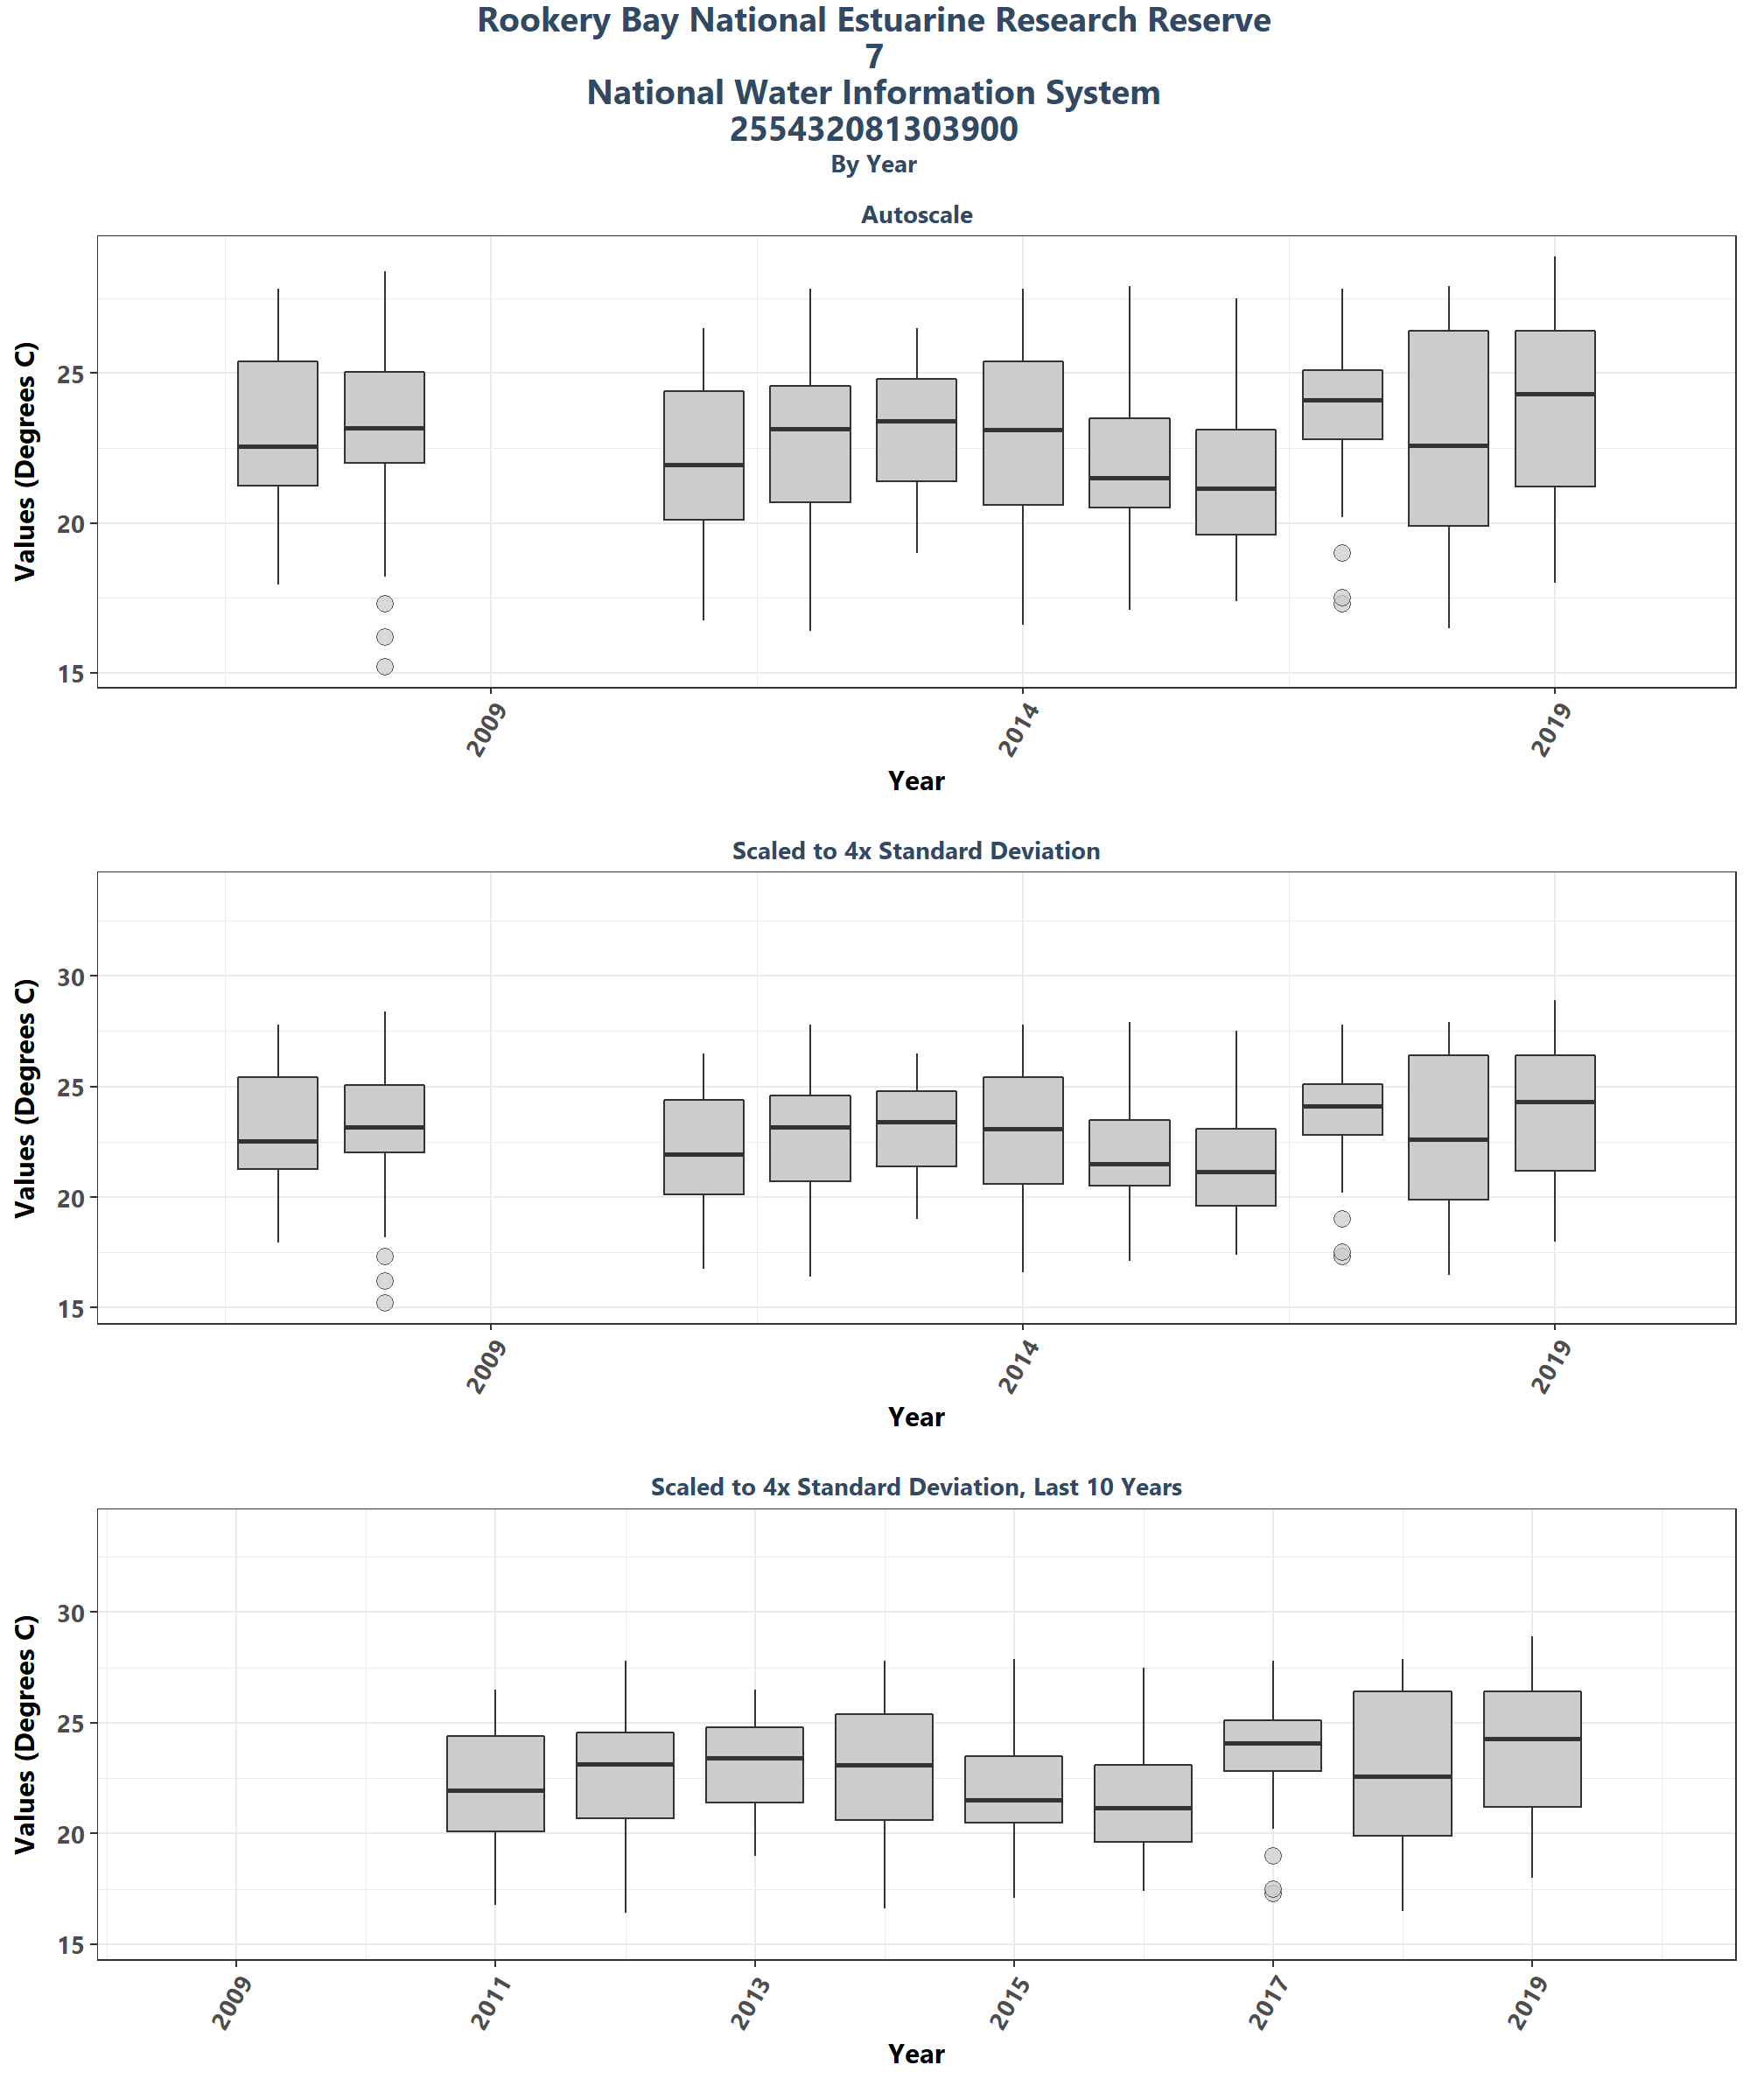 Rookery Bay National Estuarine Research Reserve
7
National Water Information System
255432081303900
By Year
Autoscale
Values (Degrees C)
25
20
15
2009
2014
2019
Year
Scaled to 4x Standard Deviation
Values (Degrees C)
30
25
20
15
2009
2014
2019
Year
Scaled to 4x Standard Deviation, Last 10 Years
Values (Degrees C)
30
25
20
15
2009
2011
2013
2015
2017
2019
Year